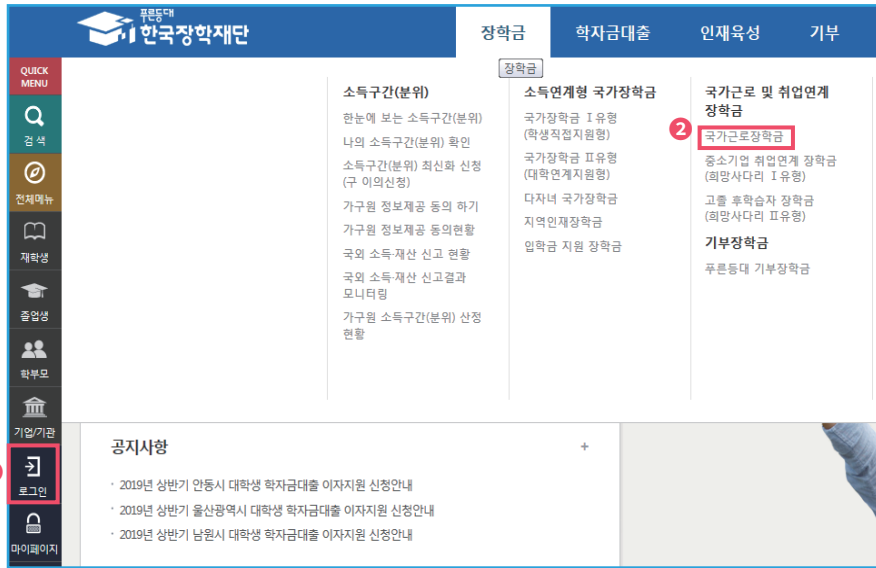 푸른등대
한국장학재단
장학금
학자금대출
인재육성
기부
장학금
QUICK
MENU
검색
전체메뉴
재학생
졸업생
학부모
기업/기관
로그인
마이페이지
소득구간(분위)
한눈에 보는 소득구간(분위)
나의 소득구간(분위) 확인
소득구간(분위) 최신화 신청
(구 이의신청)
가구원 정보제공 동의 하기
가구원 정보제공 동의현황
국외 소득·재산 신고 현황
국외 소득·재산 신고결과
모니터링
가구원 소득구간(분위) 산정
현황
소득연계형 국가장학금
국가장학금 Ⅰ유형
(학생직접지원형)
국가장학금 Ⅱ유형
(대학연계지원형)
다자녀 국가장학금
지역인재장학금
입학금 지원 장학금
국가근로 및 취업연계
장학금
2
국가근로장학금
중소기업 취업연계 장학금
(희망사다리 Ⅰ유형)
고졸 후학습자 장학금
(희망사다리 Ⅱ유형)
기부장학금
푸른등대 기부장학금
공지사항
+
· 2019년 상반기 안동시 대학생 학자금대출 이자지원 신청안내
· 2019년 상반기 울산광역시 대학생 학자금대출 이자지원 신청안내
· 2019년 상반기 남원시 대학생 학자금대출 이자지원 신청안내